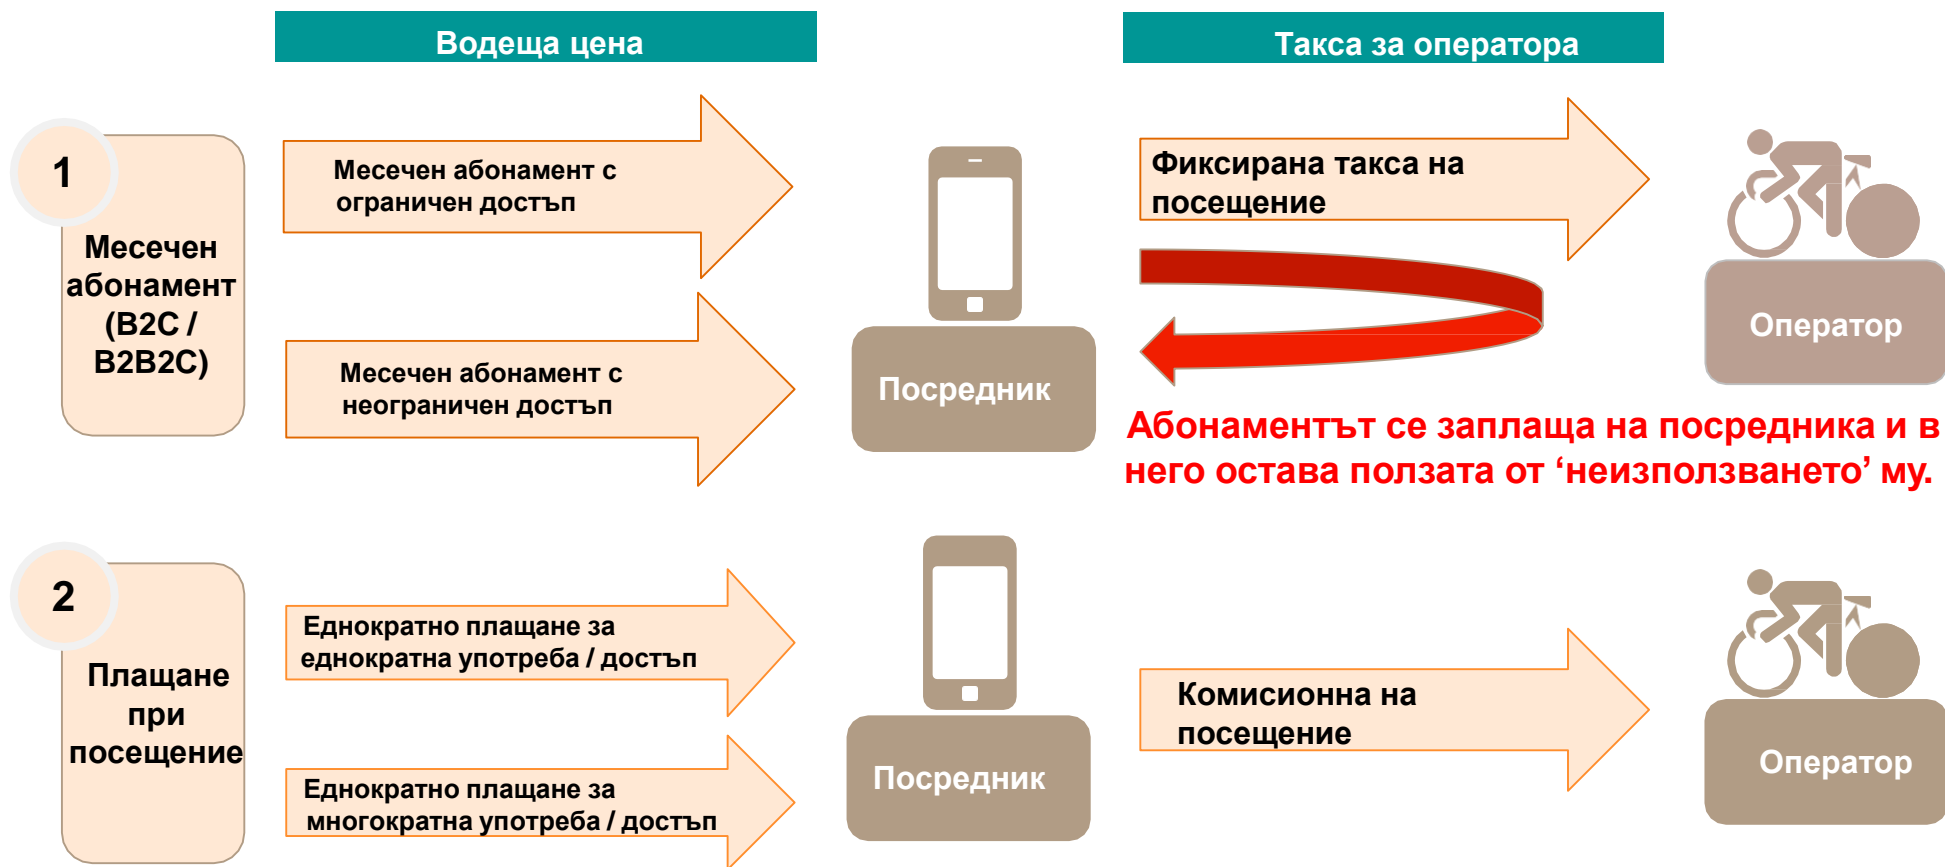 Водеща цена
Такса за оператора
1
Месечен
абонамент
(B2C /
B2B2C)
Месечен абонамент с
ограничен достъп
Месечен абонамент с
неограничен достъп
Посредник
Фиксирана такса на
посещение
Оператор
Абонаментът се заплаща на посредника и в
него остава ползата от ‘неизползването’ му.
2
Плащане
при
посещение
Еднократно плащане за
еднократна употреба / достъп
Еднократно плащане за
многократна употреба / достъп
Посредник
Комисионна на
посещение
Оператор